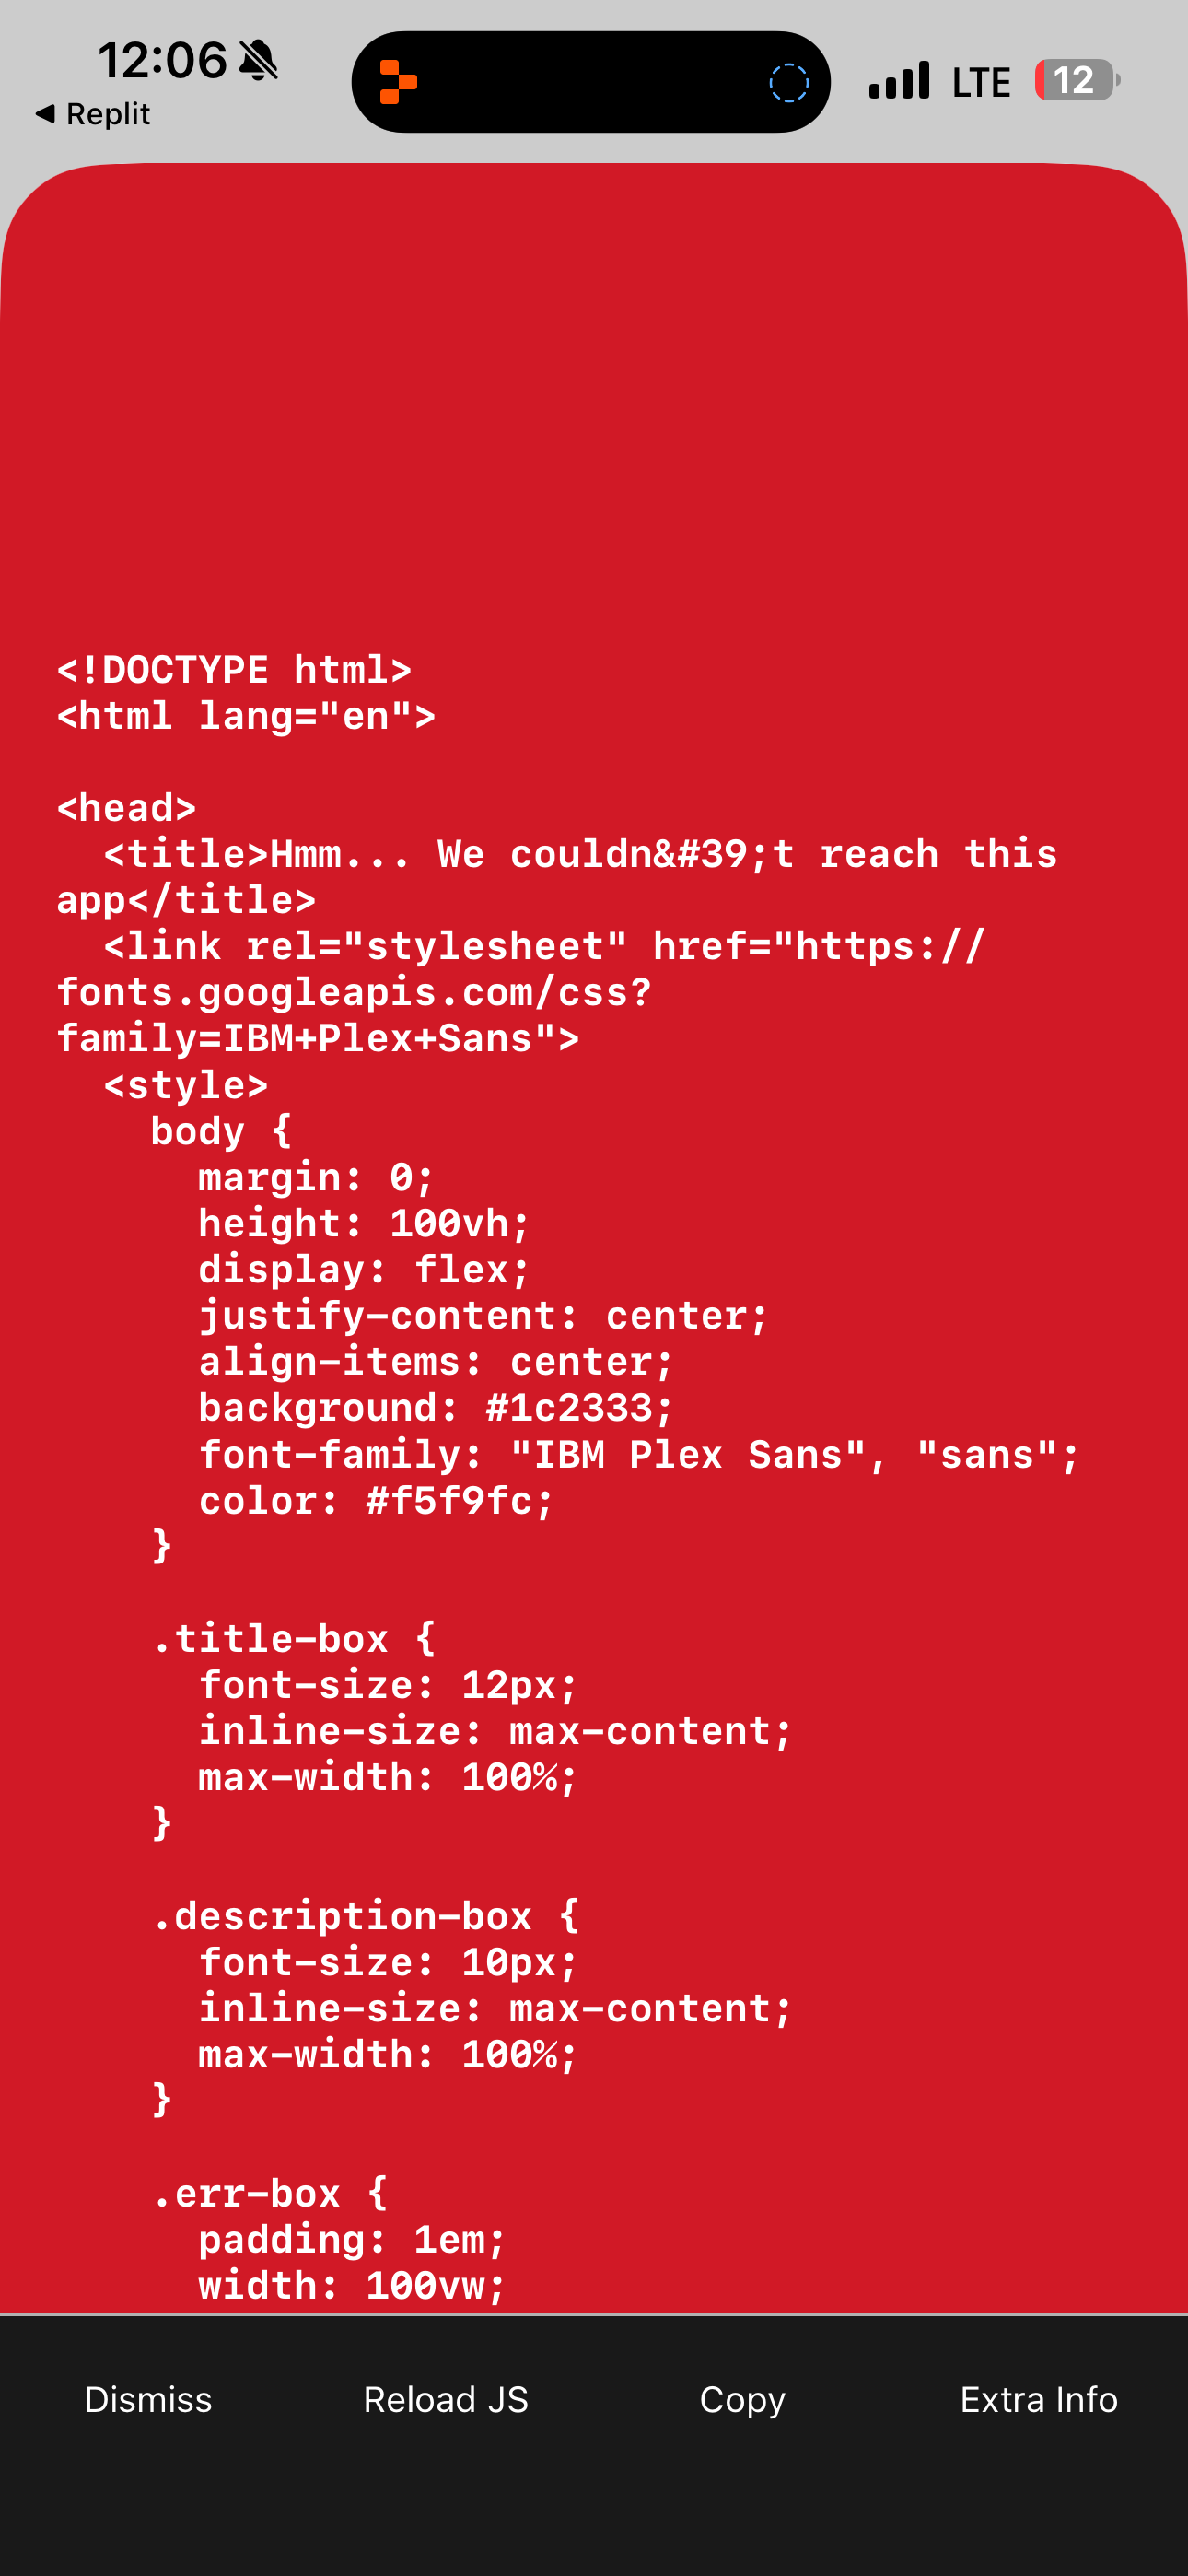 12:06
LTE
12
◀ Replit
<!DOCTYPE html>
<html lang="en">

<head>
  <title>Hmm... We couldn&#39;t reach this
app</title>
  <link rel="stylesheet" href="https://
fonts.googleapis.com/css?
family=IBM+Plex+Sans">
  <style>
    body {
      margin: 0;
      height: 100vh;
      display: flex;
      justify-content: center;
      align-items: center;
      background: #1c2333;
      font-family: "IBM Plex Sans", "sans";
      color: #f5f9fc;
    }

    .title-box {
      font-size: 12px;
      inline-size: max-content;
      max-width: 100%;
    }

    .description-box {
      font-size: 10px;
      inline-size: max-content;
      max-width: 100%;
    }

    .err-box {
      padding: 1em;
      width: 100vw;
Dismiss
Reload JS
Copy
Extra Info